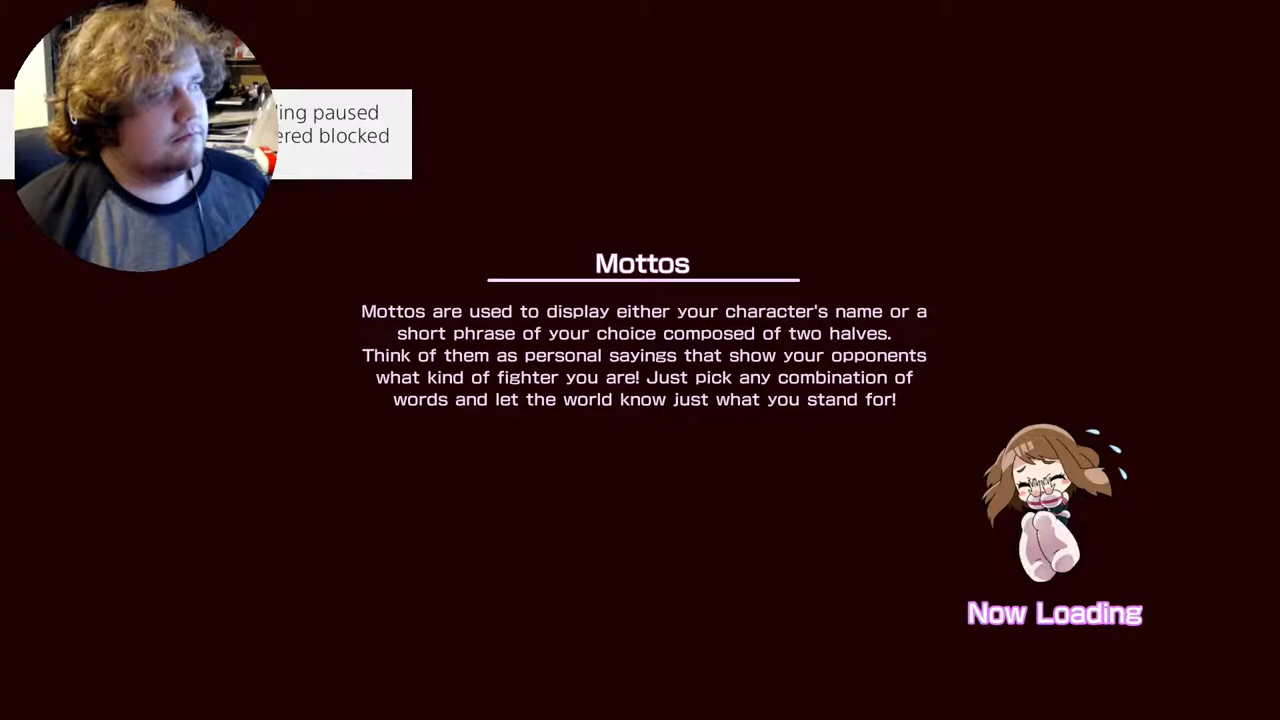 ing paused
ered blocked
Mottos
Mottos are used to display either your character's name or a
short phrase of your choice composed of two halves.
Think of them as personal sayings that show your opponents
what kind of fighter you are! Just pick any combination of
words and let the world know just what you stand for!
Now Loading